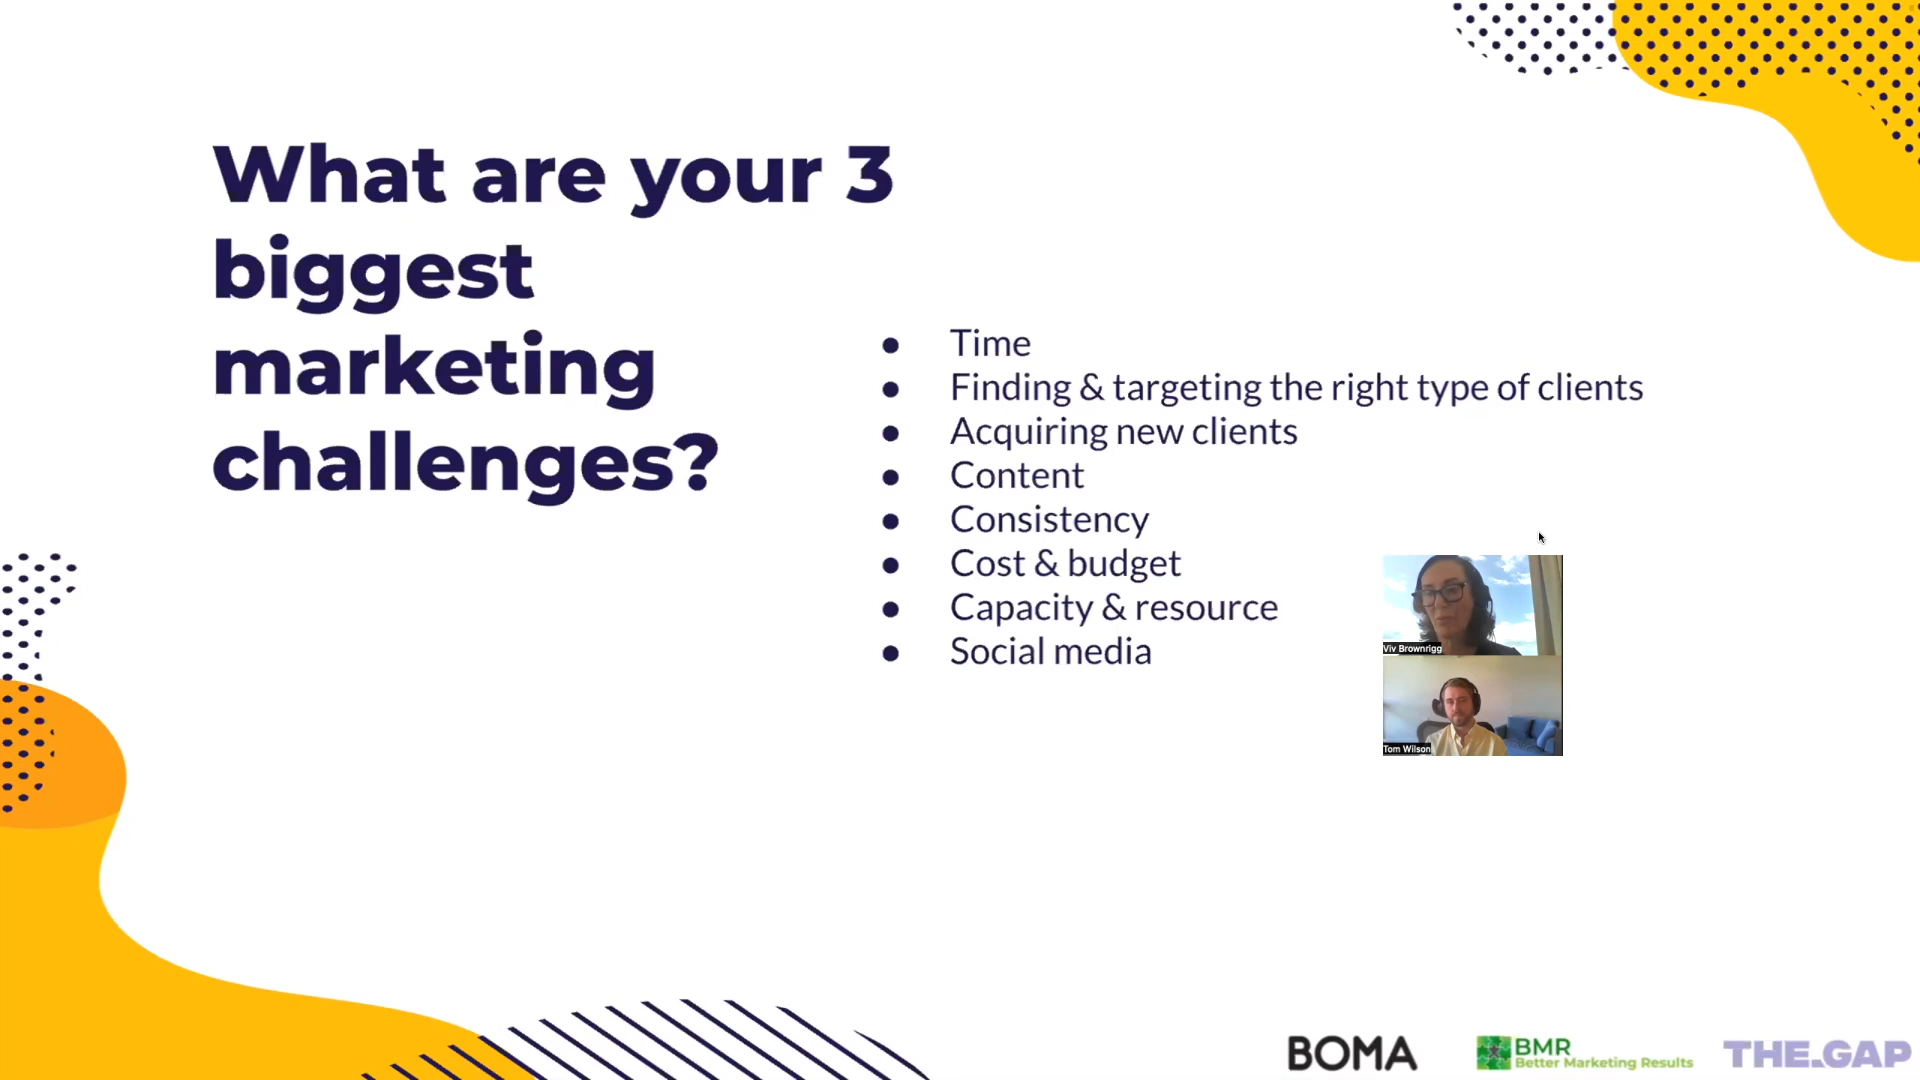 What are your 3
biggest
marketing
challenges?
● Time
● Finding & targeting the right type of clients
● Acquiring new clients
● Content
● Consistency
● Cost & budget
● Capacity & resource
● Social media
Viv Brownrigg
Tom Wilson
BOMA
BMR
Better Marketing Results
THE.GAP